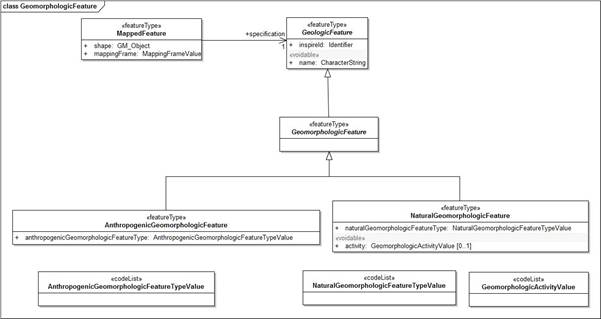 class GeomorphologicFeature
«featureType»
MappedFeature
+ shape: GM_Object
+ mappingFrame: MappingFrameValue
+specification
1
«featureType»
GeologicFeature
+ inspireId: Identifier
«voidable»
+ name: CharacterString
«featureType»
GeomorphologicFeature
«featureType»
AnthropogenicGeomorphologicFeature
+ anthropogenicGeomorphologicFeatureType: AnthropogenicGeomorphologicFeatureTypeValue
«featureType»
NaturalGeomorphologicFeature
+ naturalGeomorphologicFeatureType: NaturalGeomorphologicFeatureTypeValue
«voidable»
+ activity: GeomorphologicActivityValue [0..1]
«codeList»
AnthropogenicGeomorphologicFeatureTypeValue
«codeList»
NaturalGeomorphologicFeatureTypeValue
«codeList»
GeomorphologicActivityValue